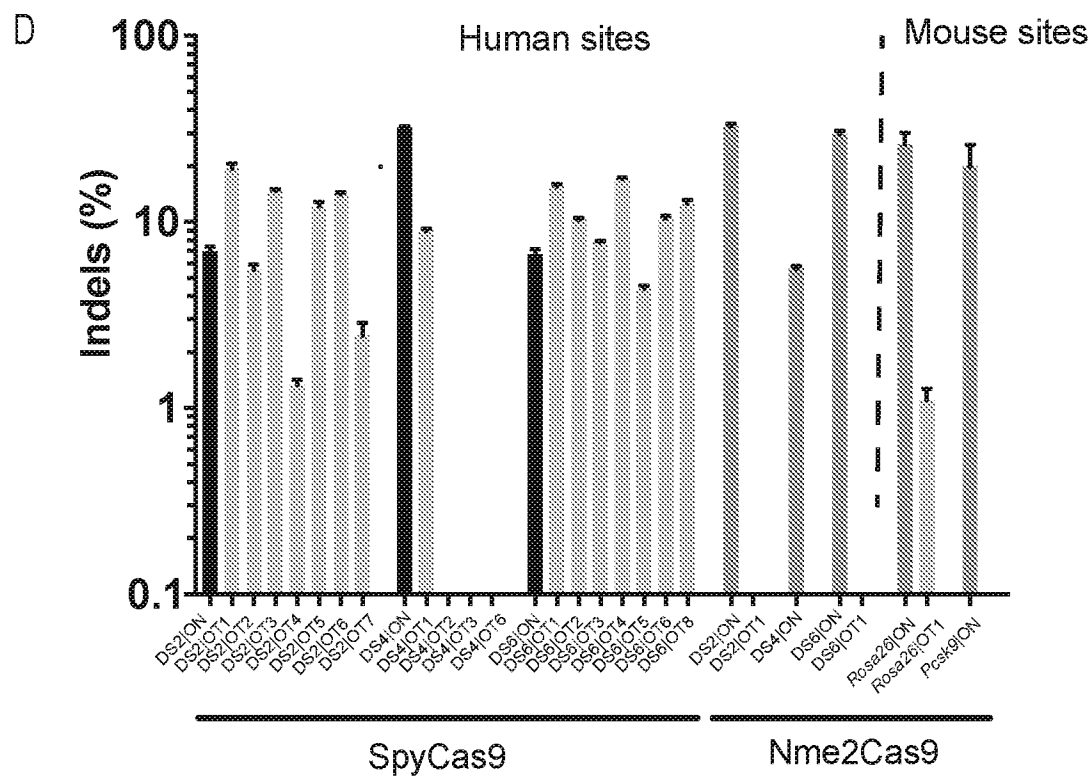 D
Human sites
Mouse sites
Indels (%)
100
10
1
0.1
DS2|ON
DS2|OT1
DS2|OT2
DS2|OT3
DS2|OT4
DS2|OT5
DS2|OT6
DS2|OT7
DS4|ON
DS4|OT1
DS4|OT2
DS4|OT3
DS4|OT6
DS6|ON
DS6|OT1
DS6|OT2
DS6|OT3
DS6|OT4
DS6|OT5
DS6|OT6
DS6|OT8
DS2|ON
DS2|OT1
DS4|ON
DS6|ON
DS6|OT1
Rosa26|ON
Rosa26|OT1
Pcsk9|ON
SpyCas9
Nme2Cas9